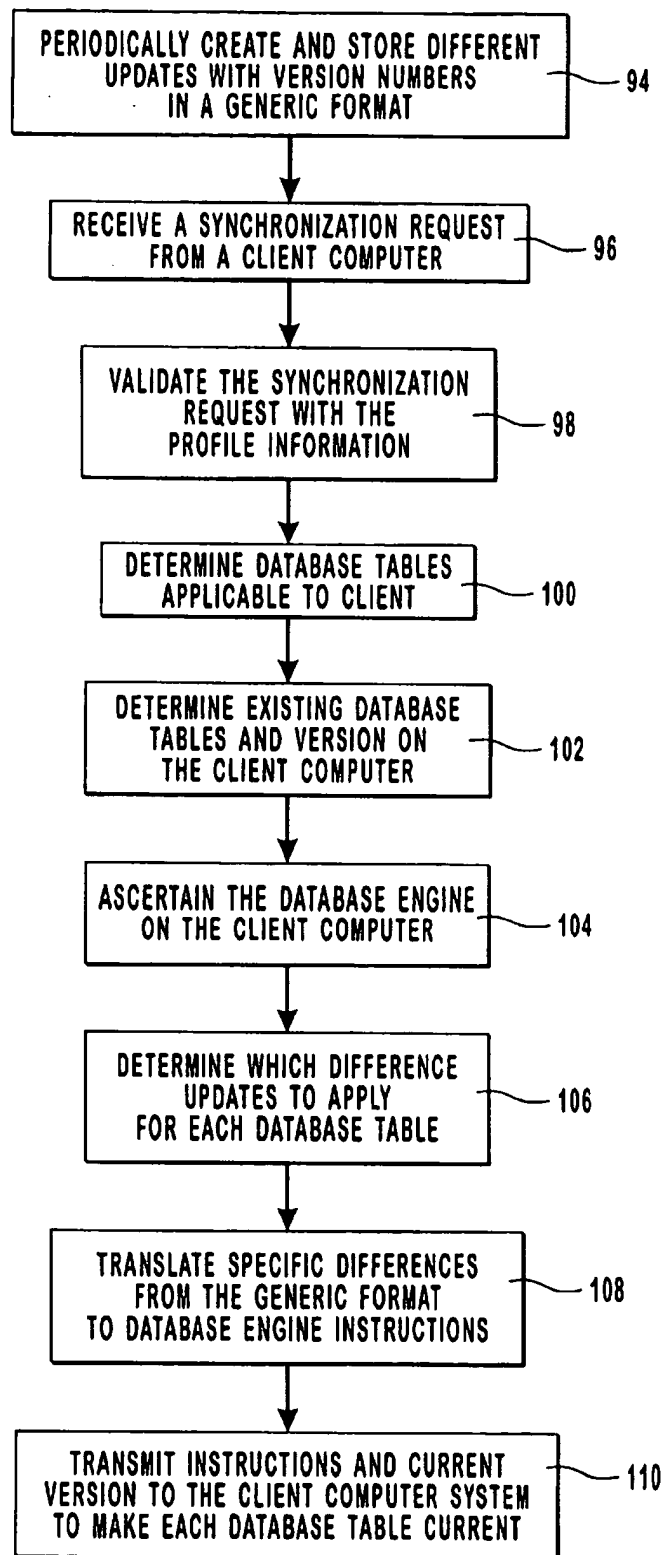 PERIODICALLY CREATE AND STORE DIFFERENT
UPDATES WITH VERSION NUMBERS
IN A GENERIC FORMAT
94
RECEIVE A SYNCHRONIZATION REQUEST
FROM A CLIENT COMPUTER
96
VALIDATE THE SYNCHRONIZATION
REQUEST WITH THE
PROFILE INFORMATION
98
DETERMINE DATABASE TABLES
APPLICABLE TO CLIENT
100
DETERMINE EXISTING DATABASE
TABLES AND VERSION ON
THE CLIENT COMPUTER
102
ASCERTAIN THE DATABASE ENGINE
ON THE CLIENT COMPUTER
104
DETERMINE WHICH DIFFERENCE
UPDATES TO APPLY
FOR EACH DATABASE TABLE
106
TRANSLATE SPECIFIC DIFFERENCES
FROM THE GENERIC FORMAT
TO DATABASE ENGINE INSTRUCTIONS
108
TRANSMIT INSTRUCTIONS AND CURRENT
VERSION TO THE CLIENT COMPUTER SYSTEM
TO MAKE EACH DATABASE TABLE CURRENT
110